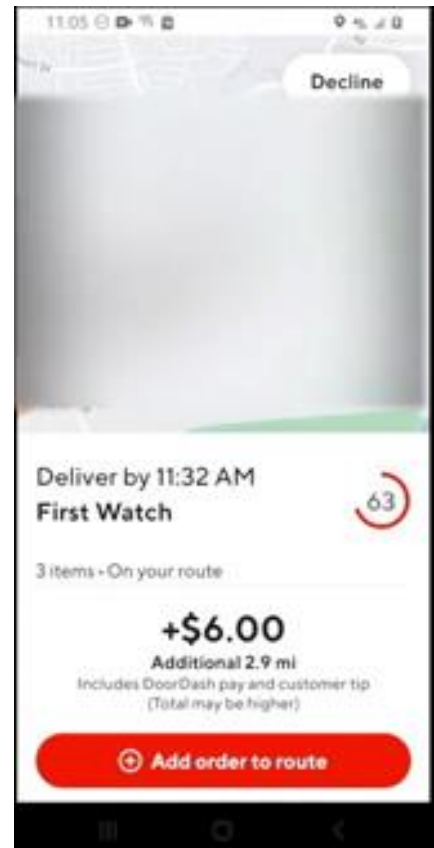 11:05
Decline
Deliver by 11:32 AM
First Watch
63
3 items • On your route
+$6.00
Additional 2.9 mi
Includes DoorDash pay and customer tip
(Total may be higher)
Add order to route